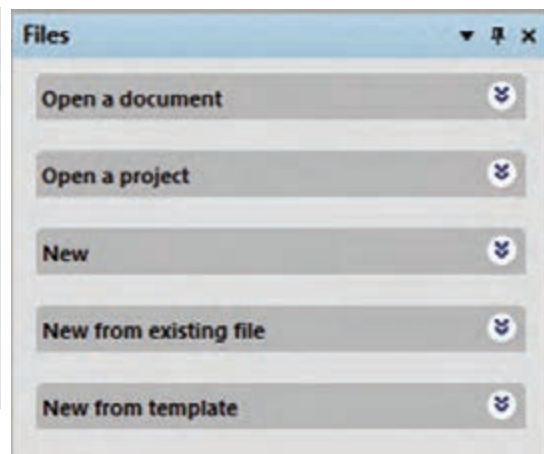 Files
Open a document
Open a project
New
New from existing file
New from template